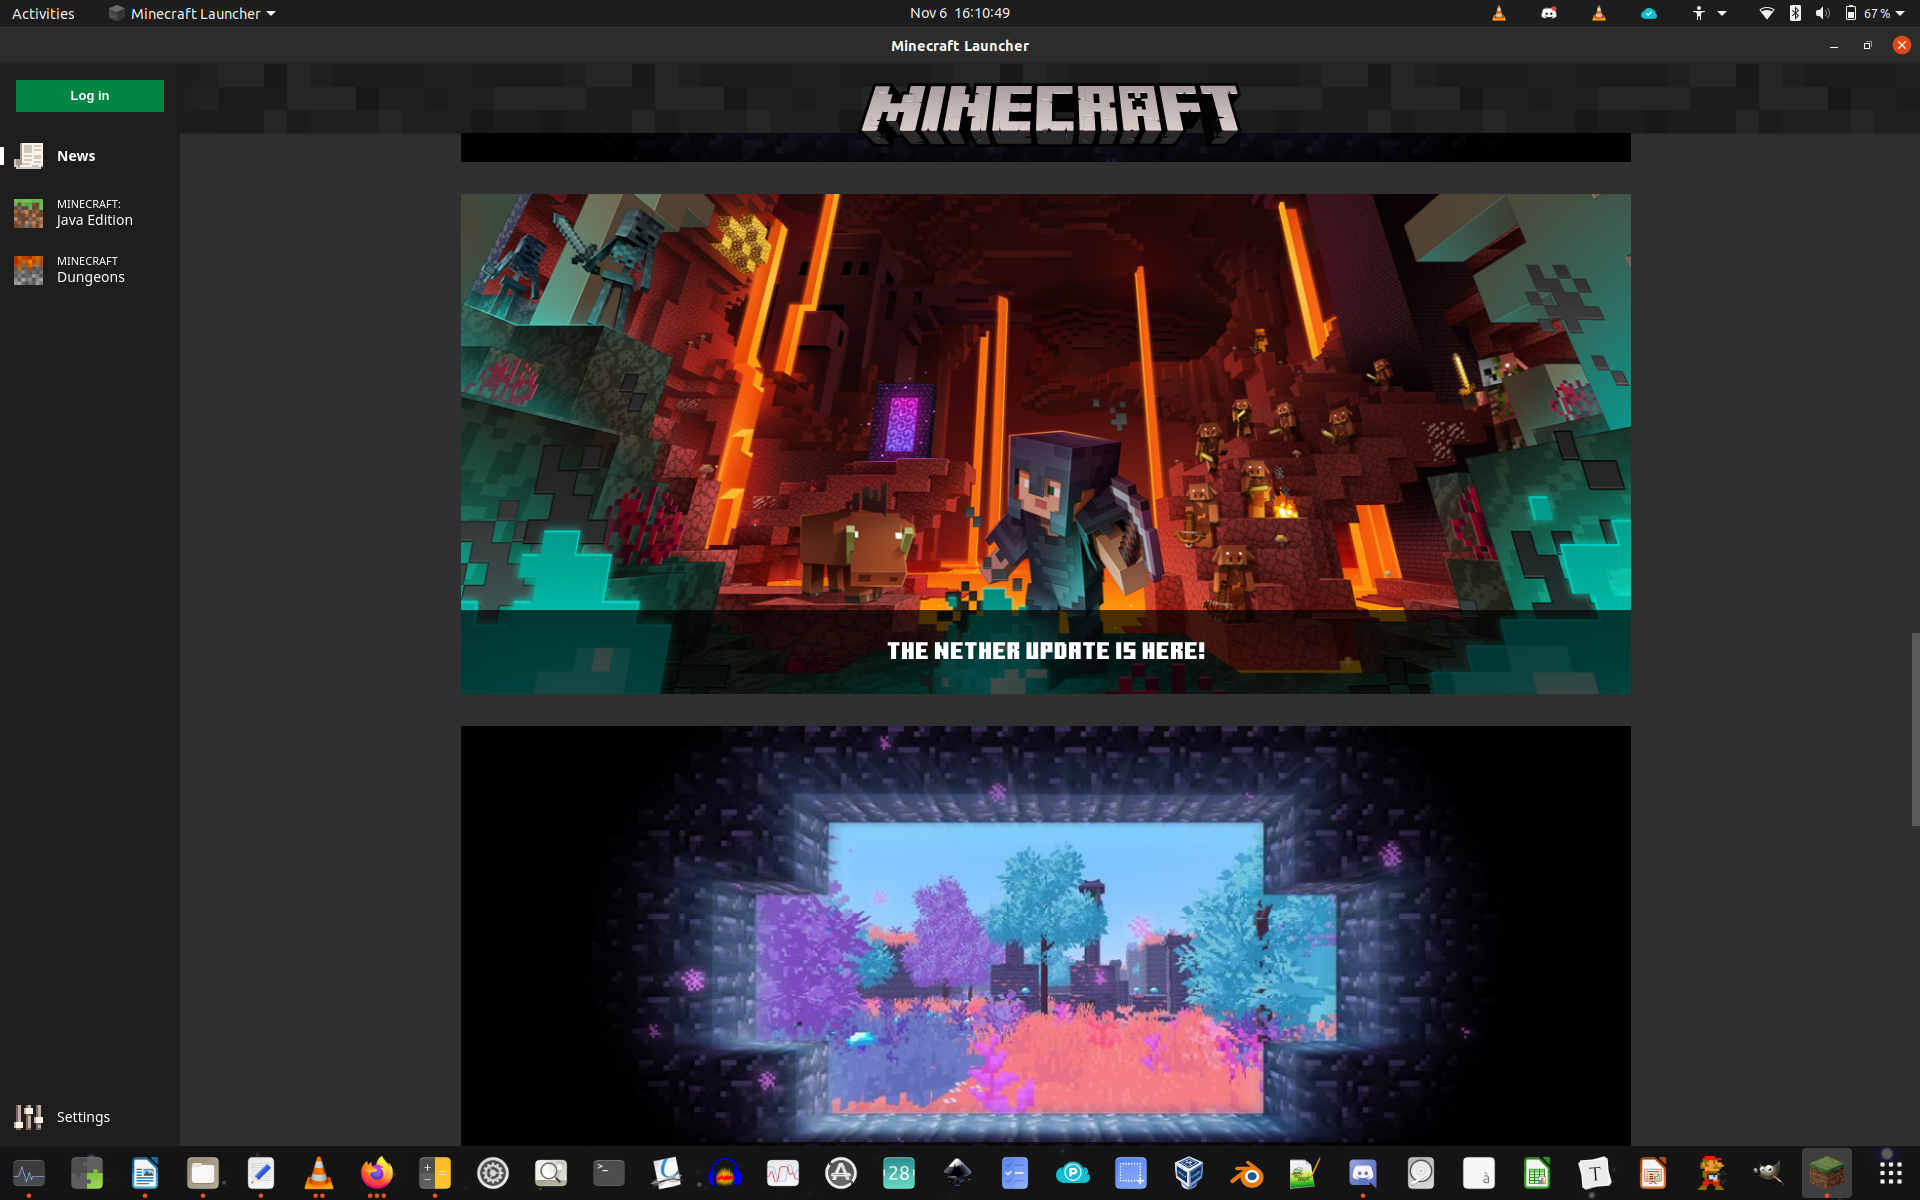 Activities
Minecraft Launcher
Nov 6 16:10:49
67 %
Minecraft Launcher
Log in
MINECRAFT
News
MINECRAFT:
Java Edition
MINECRAFT
Dungeons
THE NETHER UPDATE IS HERE!
Settings
28
P
à
T